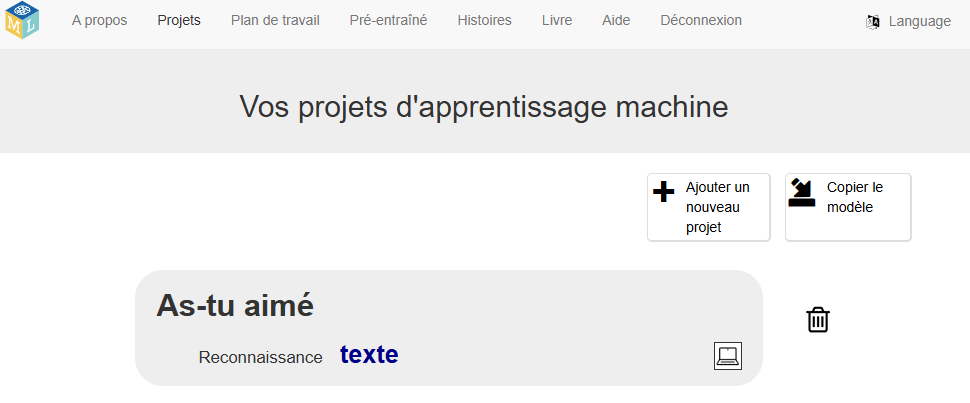 M L A propos Projets Plan de travail Pré-entraîné Histoires Livre Aide Déconnexion Language
Vos projets d'apprentissage machine
Ajouter un
nouveau
projet
Copier le
modèle
As-tu aimé
Reconnaissance texte